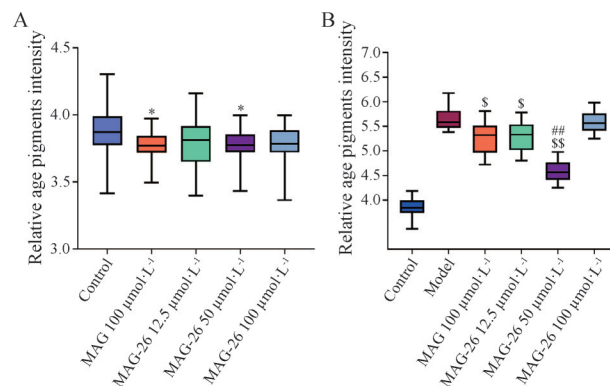 A
Relative age pigments intensity
4.5
4.0
3.5
3.0
*
*
Control
MAG 100 μmol·L⁻¹
MAG-26 12.5 μmol·L⁻¹
MAG-26 50 μmol·L⁻¹
MAG-26 100 μmol·L⁻¹
B
Relative age pigments intensity
7.0
6.0
5.5
5.0
4.5
4.0
$
$
##
$$
Control
Model
MAG 100 μmol·L⁻¹
MAG-26 12.5 μmol·L⁻¹
MAG-26 50 μmol·L⁻¹
MAG-26 100 μmol·L⁻¹